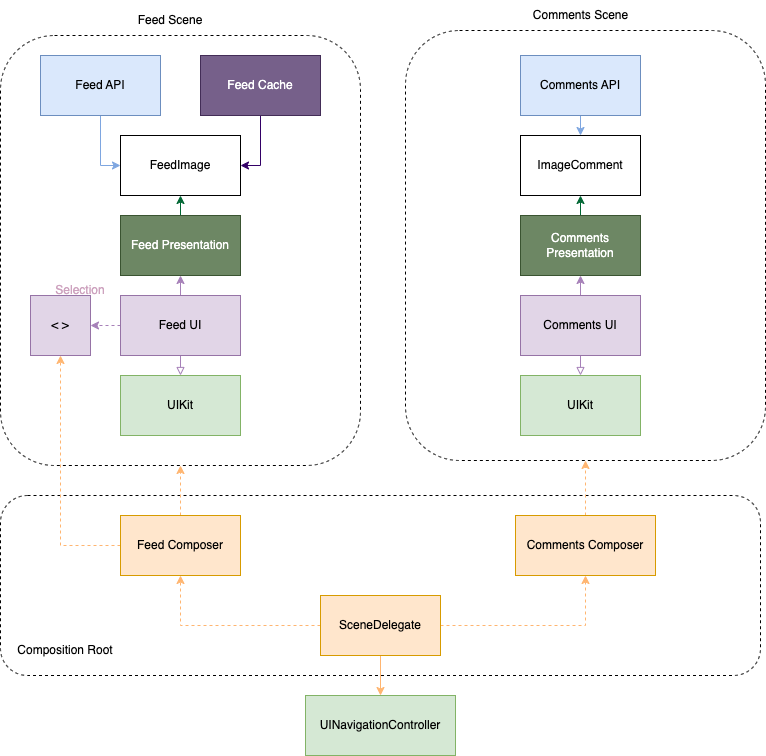 Feed Scene
Comments Scene
Feed API
Feed Cache
Comments API
FeedImage
ImageComment
Feed Presentation
Comments
Presentation
Selection
< >
Feed UI
Comments UI
UIKit
UIKit
Feed Composer
Comments Composer
SceneDelegate
Composition Root
UINavigationController